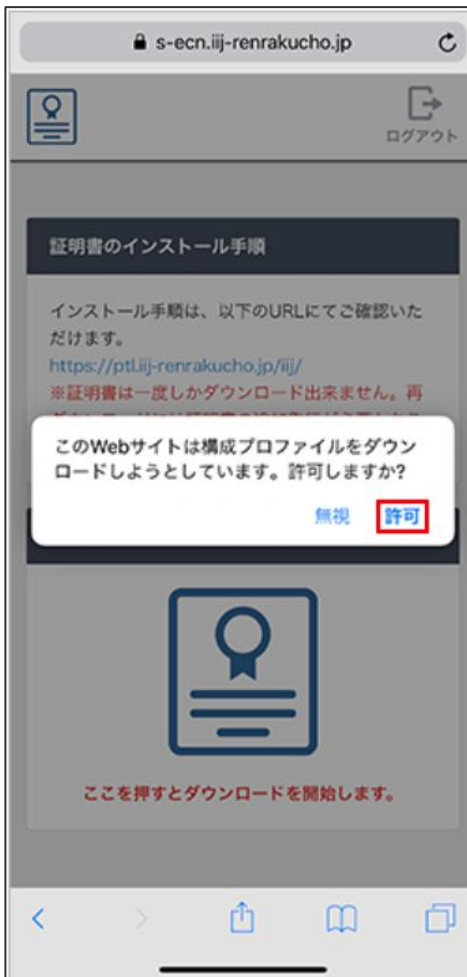 s-ecn.iij-renrakucho.jp
ログアウト
証明書のインストール手順
インストール手順は、以下のURLにてご確認いた
だけます。
https://ptl.iij-renrakucho.jp/iij/
※証明書は一度しかダウンロード出来ません。再
このWebサイトは構成プロファイルをダウン
ロードしようとしています。許可しますか?
無視 許可
ここを押すとダウンロードを開始します。